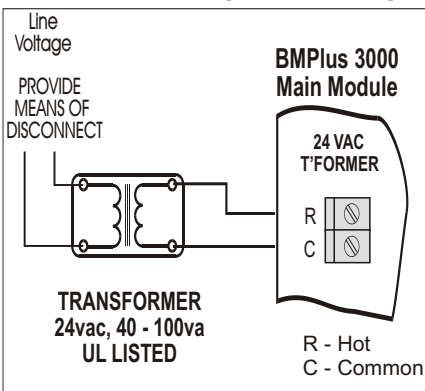 Line
Voltage
PROVIDE
MEANS OF
DISCONNECT
BMPlus 3000
Main Module
24 VAC
T'FORMER
R
C
TRANSFORMER
24vac, 40 - 100va
UL LISTED
R - Hot
C - Common